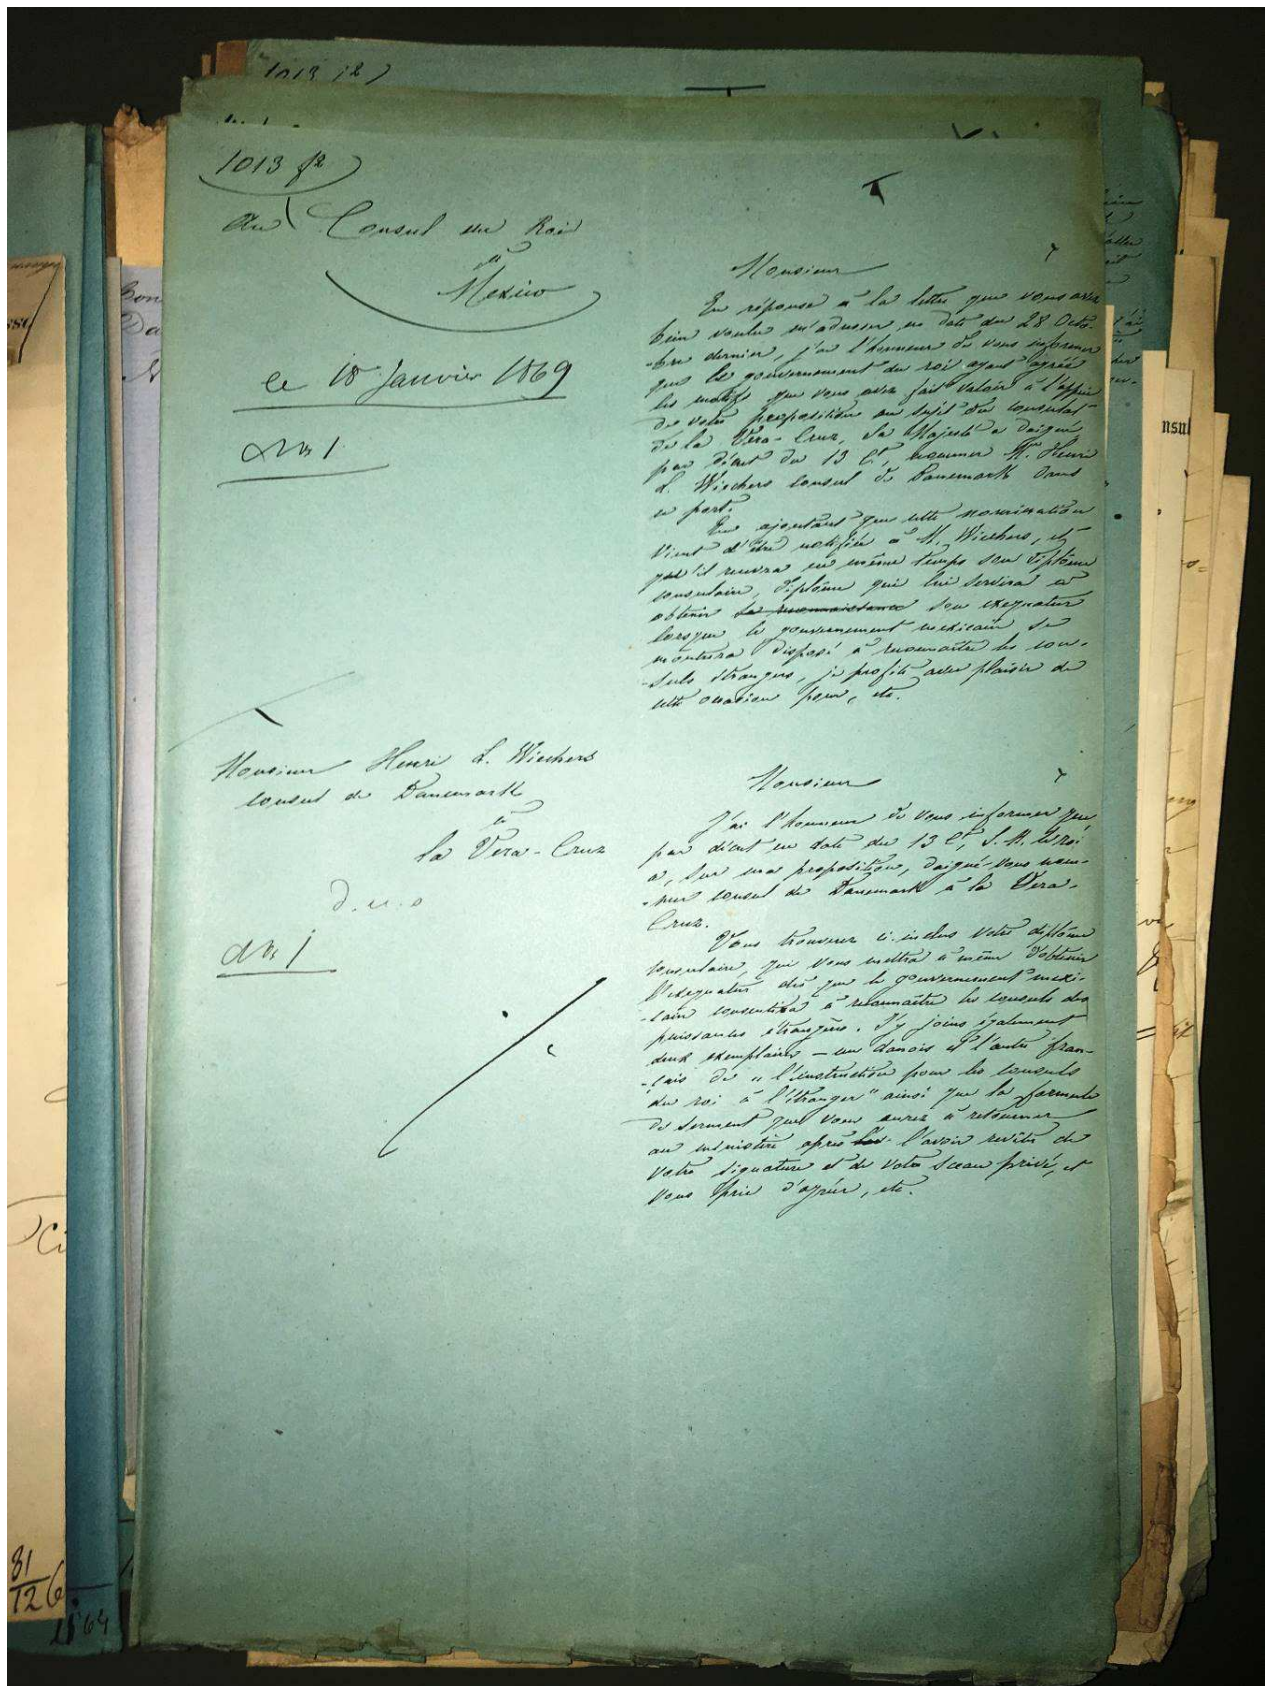 1013 f2
Au Consul du Roi
à
Mexico
le 18 Janvier 1869
No 1
Monsieur
En réponse à la lettre que vous avez
bien voulu m'adresser en date du 28 Octo-
-bre dernier, j'ai l'honneur de vous informer
que le gouvernement du roi ayant agréé
les motifs que vous avez fait valoir à l'appui
de votre proposition au sujet du consulat
de la Vera-Cruz, Sa Majesté a daigné
par décret du 13 Ct, nommer Mr. Henri
L. Wiechers consul de Danemark dans
ce port.
En ajoutant que cette nomination
vient d'être notifiée à M. Wiechers, et
qu'il recevra en même temps son diplôme
consulaire, diplôme qui lui servira à
obtenir sa reconnaissance son exequatur
lorsque le gouvernement mexicain se
montrera disposé à reconnaître les con-
-suls étrangers, je profite avec plaisir de
cette occasion pour, etc.
Monsieur Henri L. Wiechers
consul de Danemark
à
la Vera-Cruz
d. u. s
No 1
Monsieur
J'ai l'honneur de vous informer que
par décret en date du 13 Ct, S. M. le roi
a, sur ma proposition, daigné vous nom-
-mer consul de Danemark à la Vera-
Cruz.
Vous trouverez ci-inclus votre diplôme
consulaire, qui vous mettra à même d'obtenir
l'exequatur dès que le gouvernement mexi-
-cain consentira à reconnaître les consuls des
puissances étrangères. J'y joins également
deux exemplaires — un danois et l'autre fran-
-çais de "l'instruction pour les consuls
du roi à l'étranger" ainsi que la formule
de serment que vous aurez à retourner
au ministère après l'avoir revêtue de
votre signature et de votre sceau privé, et
vous prie d'agréer, etc.
nsul
81
12